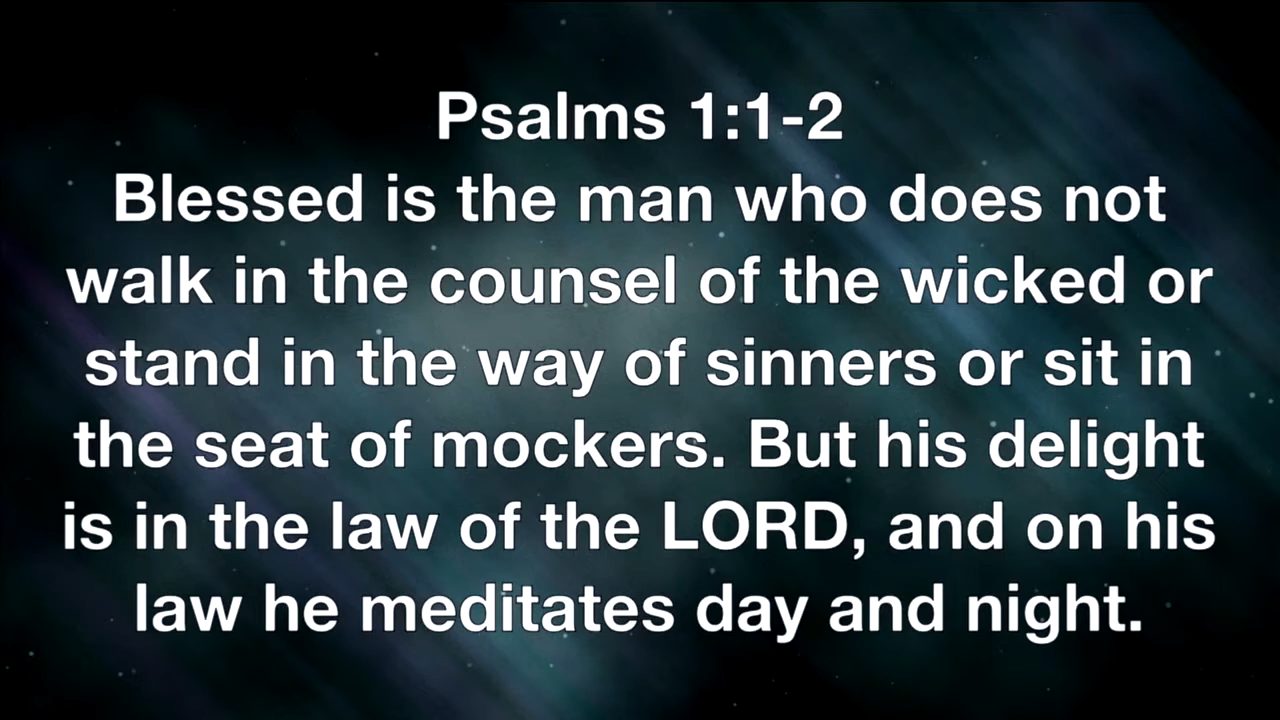 Psalms 1:1-2
Blessed is the man who does not
walk in the counsel of the wicked or
stand in the way of sinners or sit in
the seat of mockers. But his delight
is in the law of the LORD, and on his
law he meditates day and night.